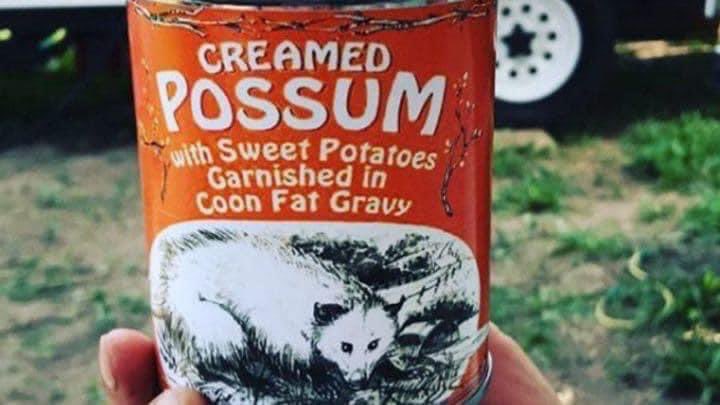 CREAMED
POSSUM
with Sweet Potatoes
Garnished in
Coon Fat Gravy